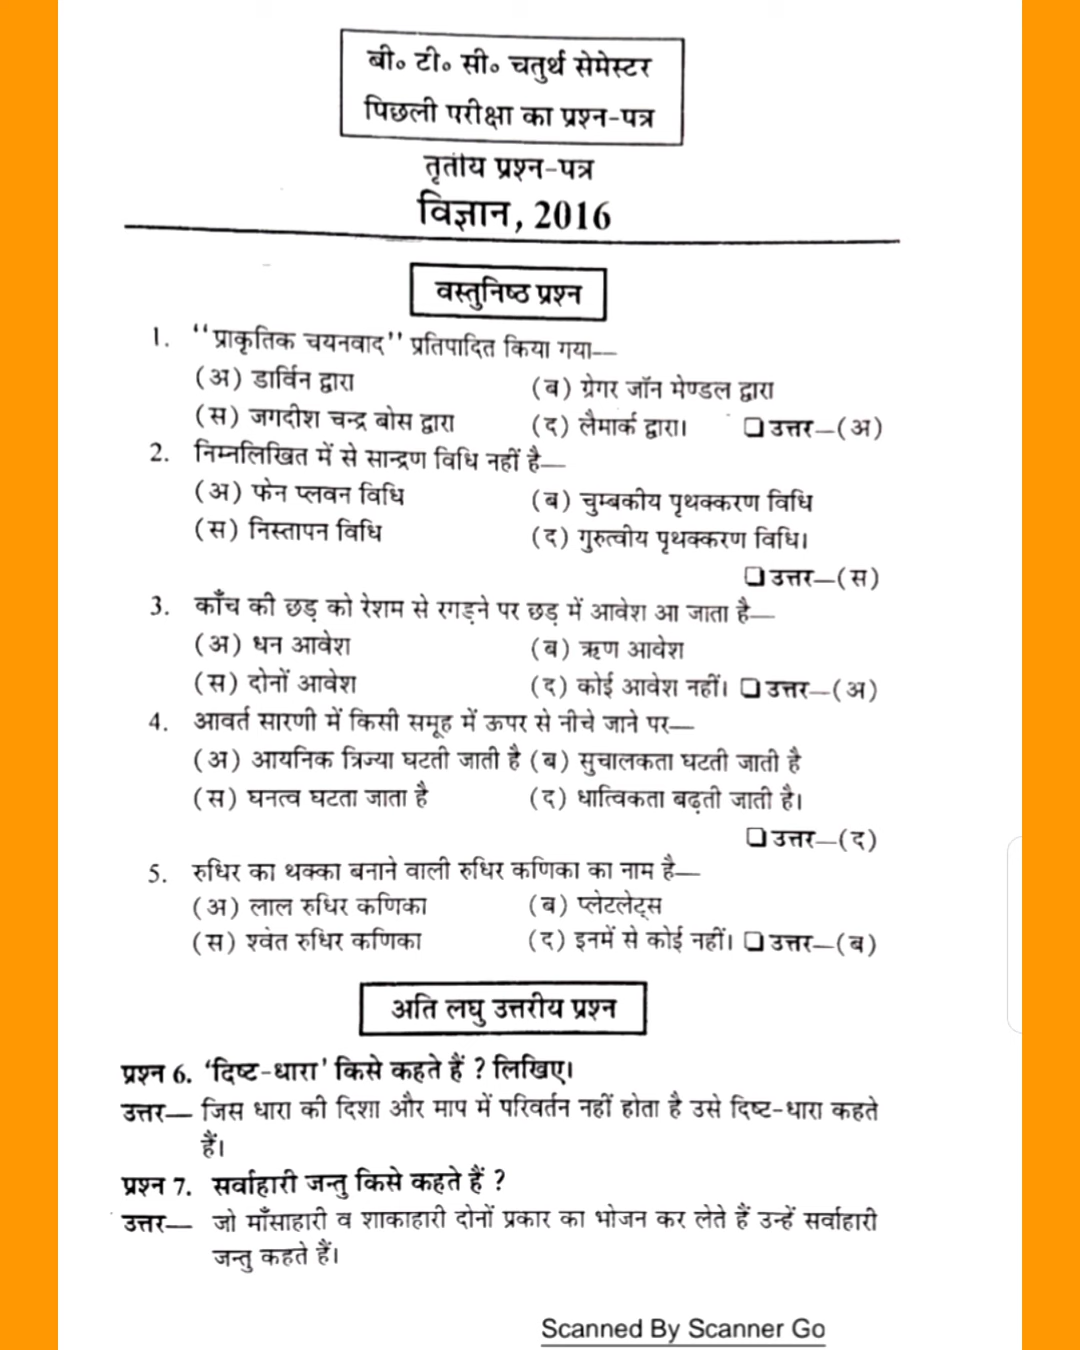 बी० टी० सी० चतुर्थ सेमेस्टर
पिछली परीक्षा का प्रश्न-पत्र
तृतीय प्रश्न-पत्र
विज्ञान, 2016
वस्तुनिष्ठ प्रश्न
1. ‘‘प्राकृतिक चयनवाद’’ प्रतिपादित किया गया—
(अ) डार्विन द्वारा (ब) ग्रेगर जॉन मेण्डल द्वारा
(स) जगदीश चन्द्र बोस द्वारा (द) लैमार्क द्वारा। ❑ उत्तर—(अ)
2. निम्नलिखित में से सान्द्रण विधि नहीं है—
(अ) फेन प्लवन विधि (ब) चुम्बकीय पृथक्करण विधि
(स) निस्तापन विधि (द) गुरुत्वीय पृथक्करण विधि।
❑ उत्तर—(स)
3. काँच की छड़ को रेशम से रगड़ने पर छड़ में आवेश आ जाता है—
(अ) धन आवेश (ब) ऋण आवेश
(स) दोनों आवेश (द) कोई आवेश नहीं। ❑ उत्तर—(अ)
4. आवर्त सारणी में किसी समूह में ऊपर से नीचे जाने पर—
(अ) आयनिक त्रिज्या घटती जाती है (ब) सुचालकता घटती जाती है
(स) घनत्व घटता जाता है (द) धात्विकता बढ़ती जाती है।
❑ उत्तर—(द)
5. रुधिर का थक्का बनाने वाली रुधिर कणिका का नाम है—
(अ) लाल रुधिर कणिका (ब) प्लेटलेट्स
(स) श्वेत रुधिर कणिका (द) इनमें से कोई नहीं। ❑ उत्तर—(ब)
अति लघु उत्तरीय प्रश्न
प्रश्न 6. ‘दिष्ट-धारा’ किसे कहते हैं ? लिखिए।
उत्तर— जिस धारा की दिशा और माप में परिवर्तन नहीं होता है उसे दिष्ट-धारा कहते
हैं।
प्रश्न 7. सर्वाहारी जन्तु किसे कहते हैं ?
उत्तर— जो माँसाहारी व शाकाहारी दोनों प्रकार का भोजन कर लेते हैं उन्हें सर्वाहारी
जन्तु कहते हैं।
Scanned By Scanner Go